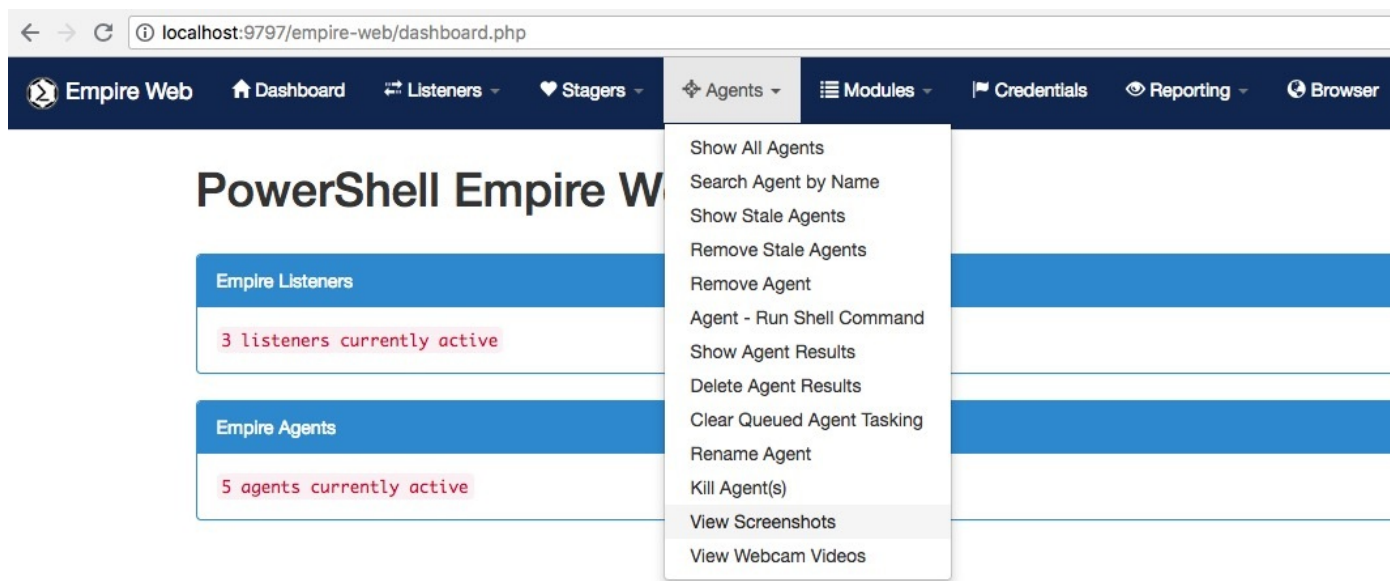 localhost:9797/empire-web/dashboard.php
Empire Web Dashboard Listeners Stagers Agents Modules Credentials Reporting Browser
PowerShell Empire W
Empire Listeners
3 listeners currently active
Empire Agents
5 agents currently active
Show All Agents
Search Agent by Name
Show Stale Agents
Remove Stale Agents
Remove Agent
Agent - Run Shell Command
Show Agent Results
Delete Agent Results
Clear Queued Agent Tasking
Rename Agent
Kill Agent(s)
View Screenshots
View Webcam Videos